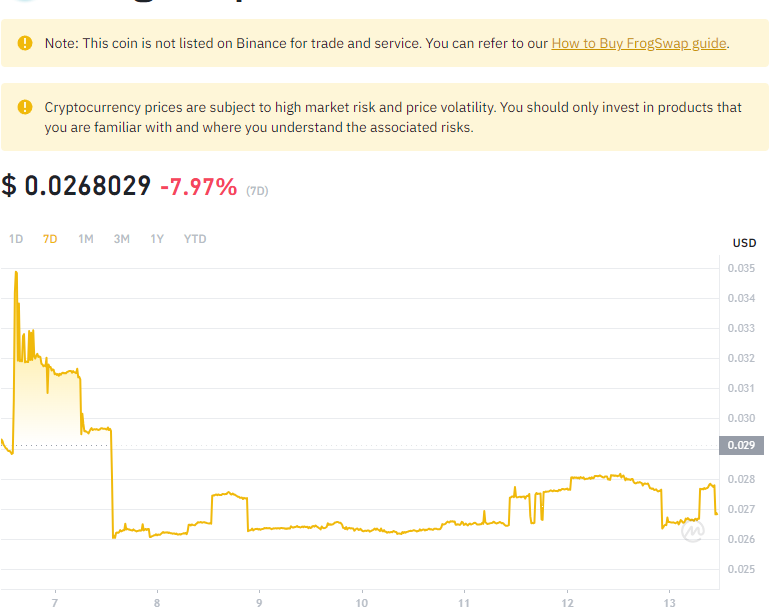 Note: This coin is not listed on Binance for trade and service. You can refer to our How to Buy FrogSwap guide.
Cryptocurrency prices are subject to high market risk and price volatility. You should only invest in products that
you are familiar with and where you understand the associated risks.
$ 0.0268029 -7.97% (7D)
1D 7D 1M 3M 1Y YTD
USD
0.035
0.034
0.033
0.032
0.031
0.030
0.029
0.028
0.027
0.026
0.025
7 8 9 10 11 12 13